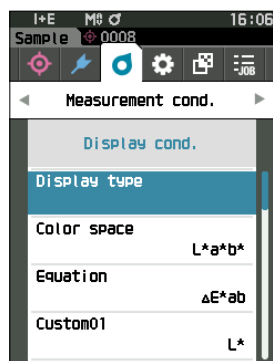 I+E M0 ♂ 16:06
Sample 0008
-JOB
Measurement cond.
Display cond.
Display type
Color space
L*a*b*
Equation
ΔE*ab
Custom01
L*